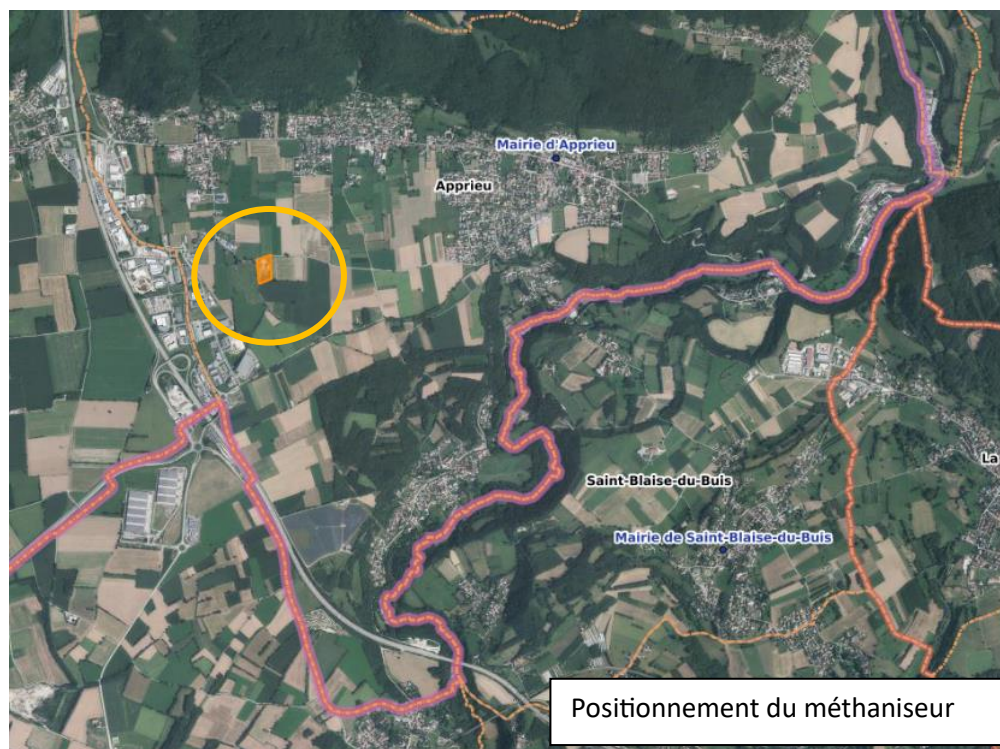 Mairie d'Apprieu
Apprieu
La
Saint-Blaise-du-Buis
Mairie de Saint-Blaise-du-Buis
Positionnement du méthaniseur